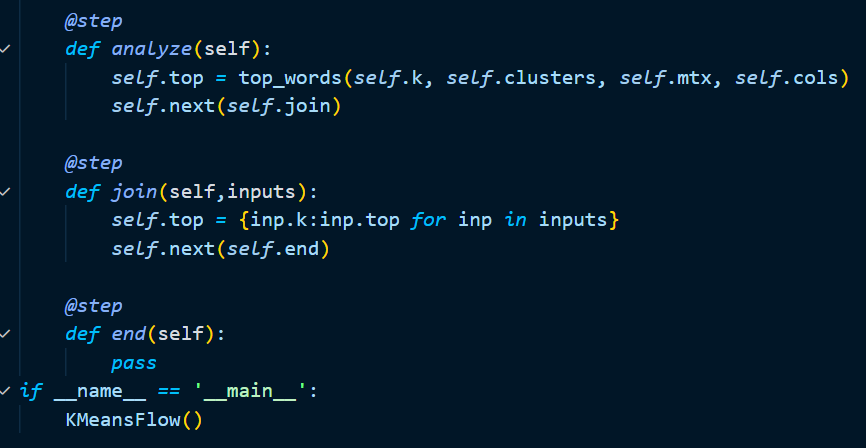 @step
def analyze(self):
self.top = top_words(self.k, self.clusters, self.mtx, self.cols)
self.next(self.join)
@step
def join(self,inputs):
self.top = {inp.k:inp.top for inp in inputs}
self.next(self.end)
@step
def end(self):
pass
if __name__ == '__main__':
KMeansFlow()